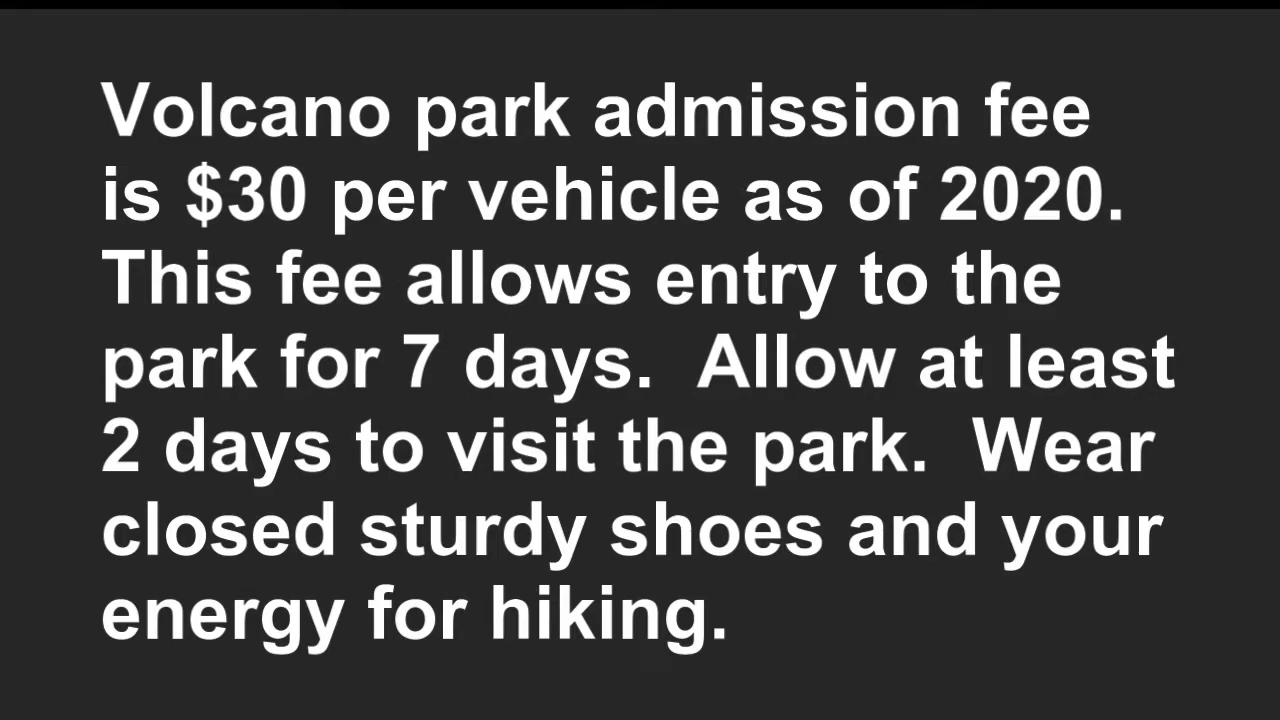 Volcano park admission fee
is $30 per vehicle as of 2020.
This fee allows entry to the
park for 7 days.  Allow at least
2 days to visit the park.  Wear
closed sturdy shoes and your
energy for hiking.